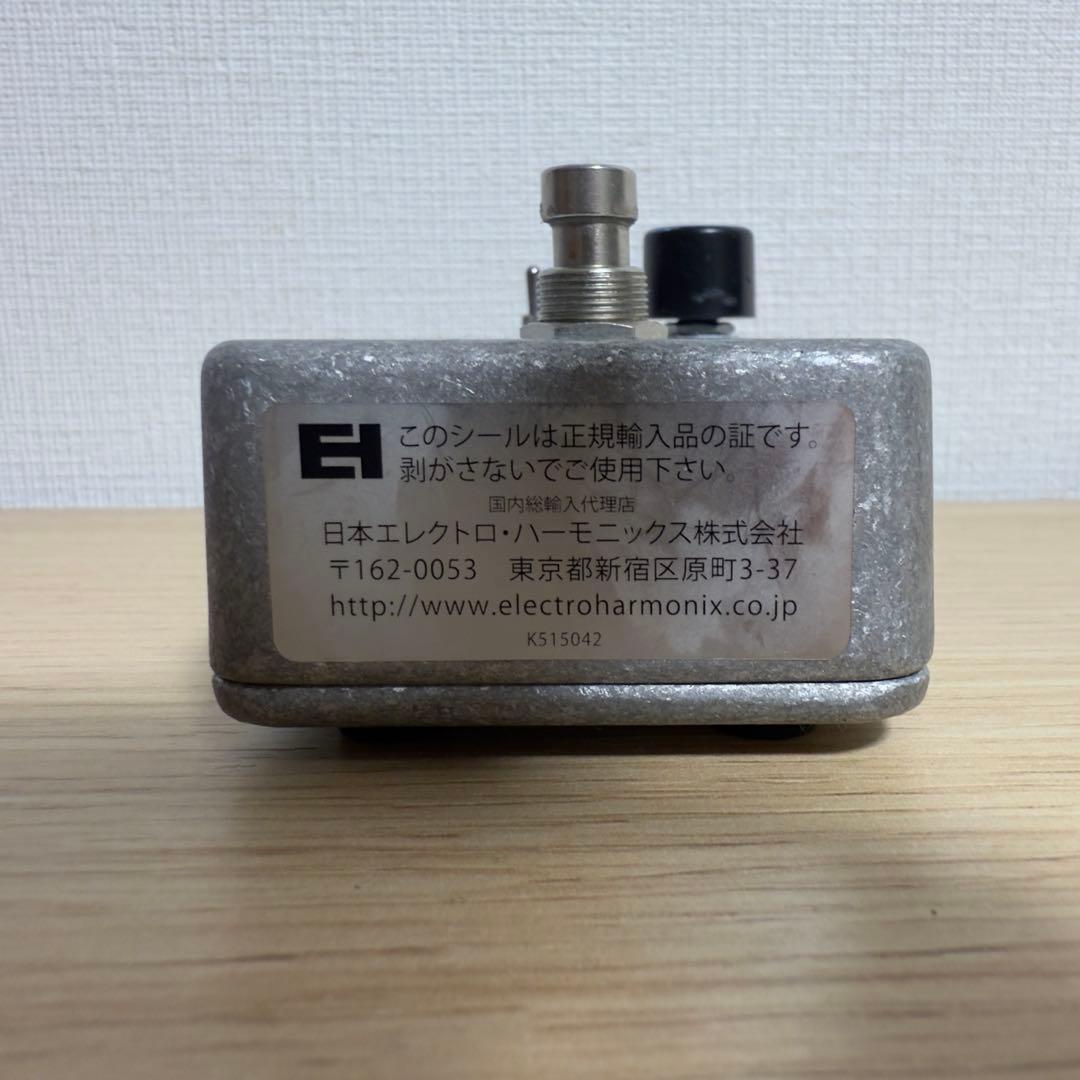 EH このシールは正規輸入品の証です。
剥がさないでご使用下さい。
国内総輸入代理店
日本エレクトロ・ハーモニックス株式会社
〒162-0053 東京都新宿区原町3-37
http://www.electroharmonix.co.jp
K515042